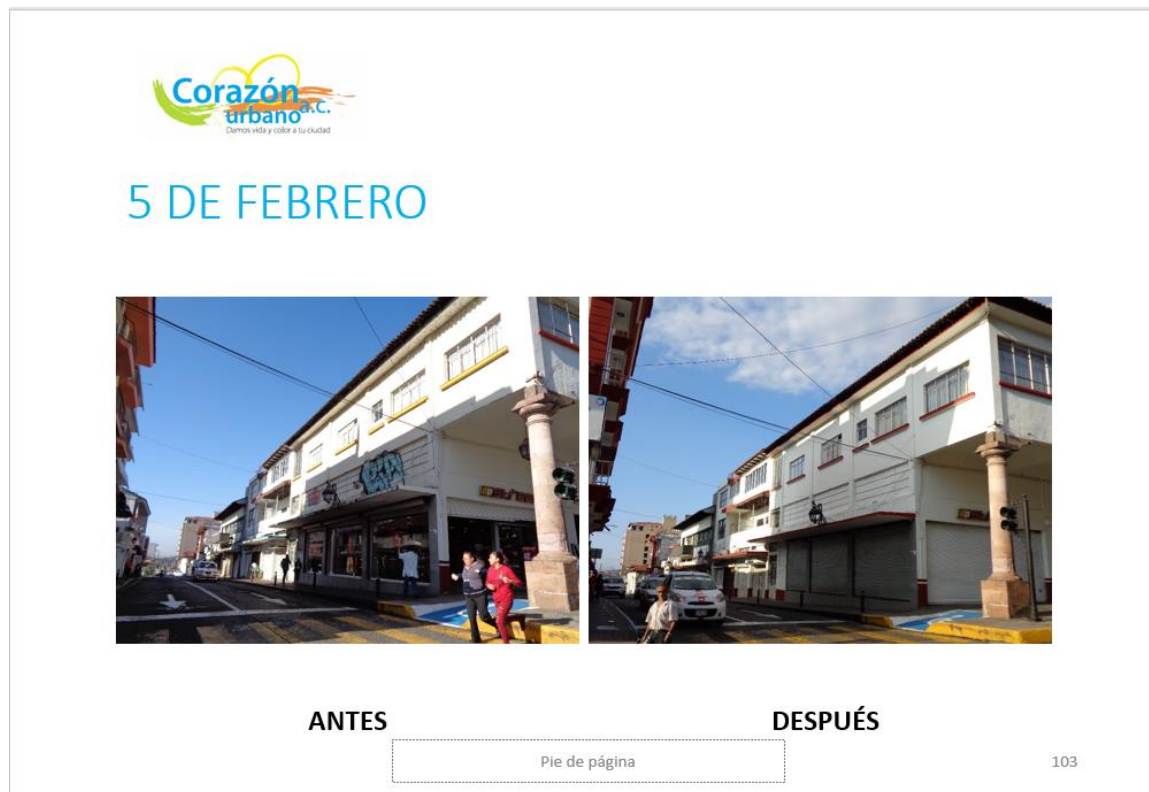 Corazón
urbano a.c.
Damos vida y color a tu ciudad
5 DE FEBRERO
ANTES
DESPUÉS
Pie de página
103